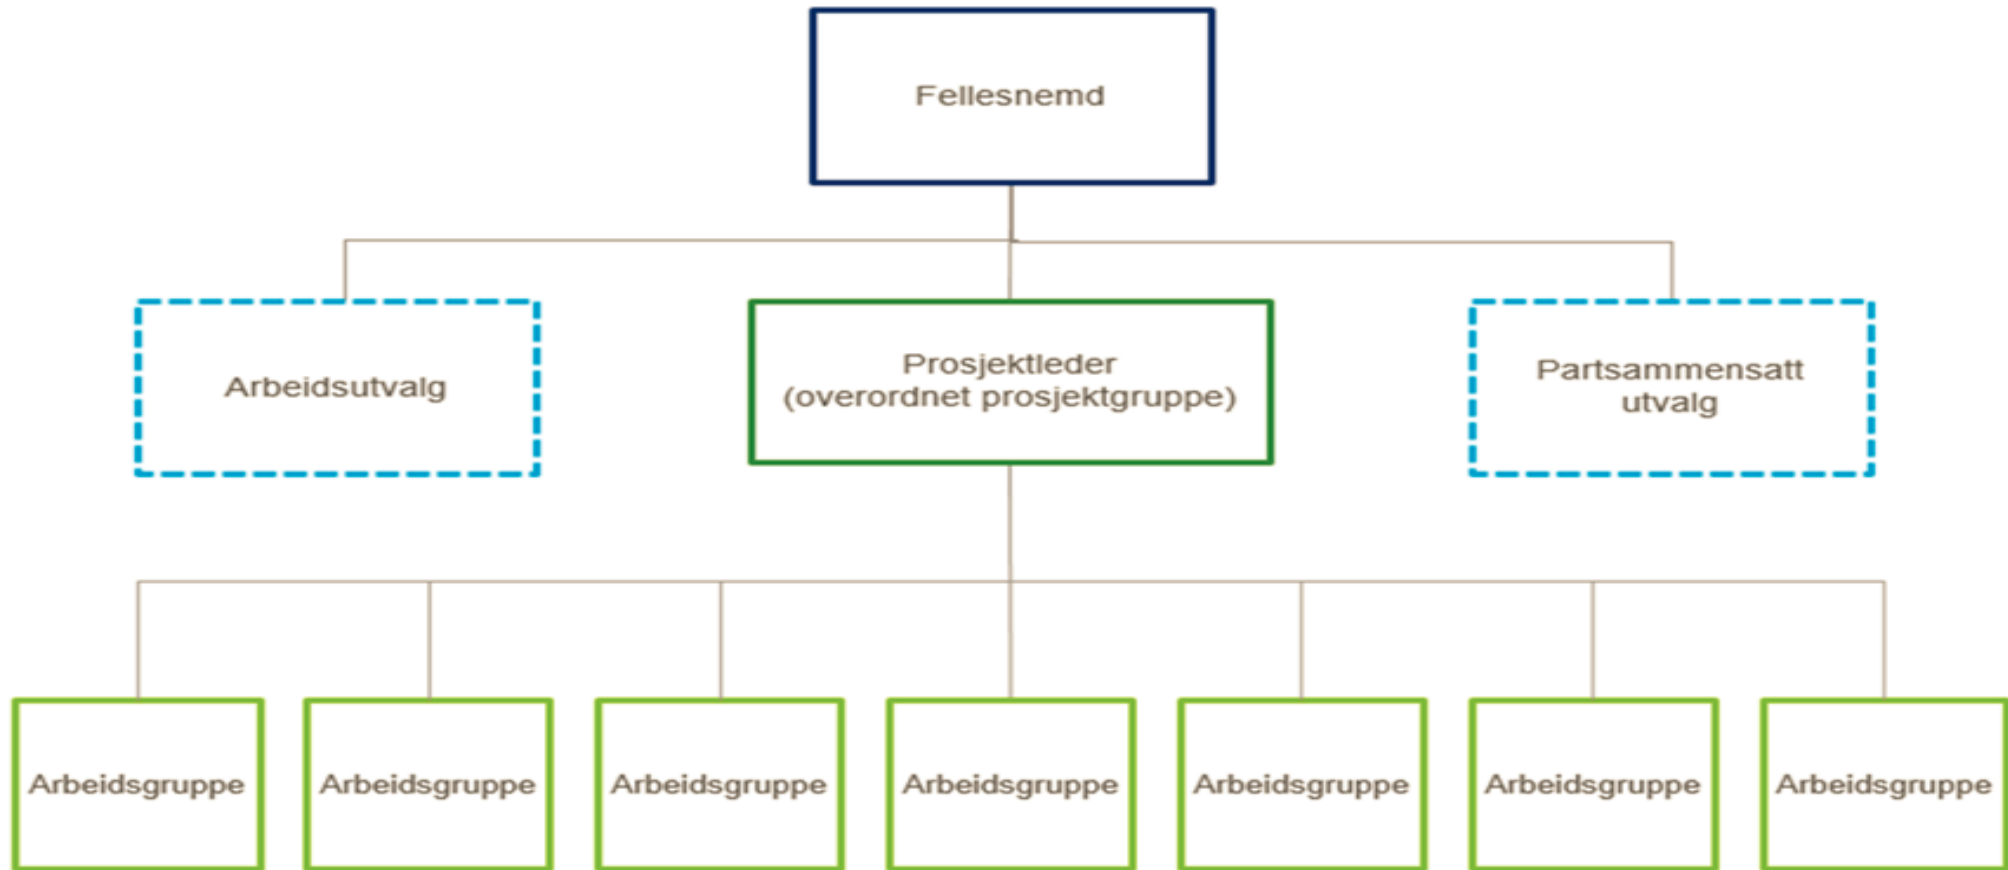 Fellesnemd
Arbeidsutvalg
Prosjektleder
(overordnet prosjektgruppe)
Partsammensatt
utvalg
Arbeidsgruppe
Arbeidsgruppe
Arbeidsgruppe
Arbeidsgruppe
Arbeidsgruppe
Arbeidsgruppe
Arbeidsgruppe